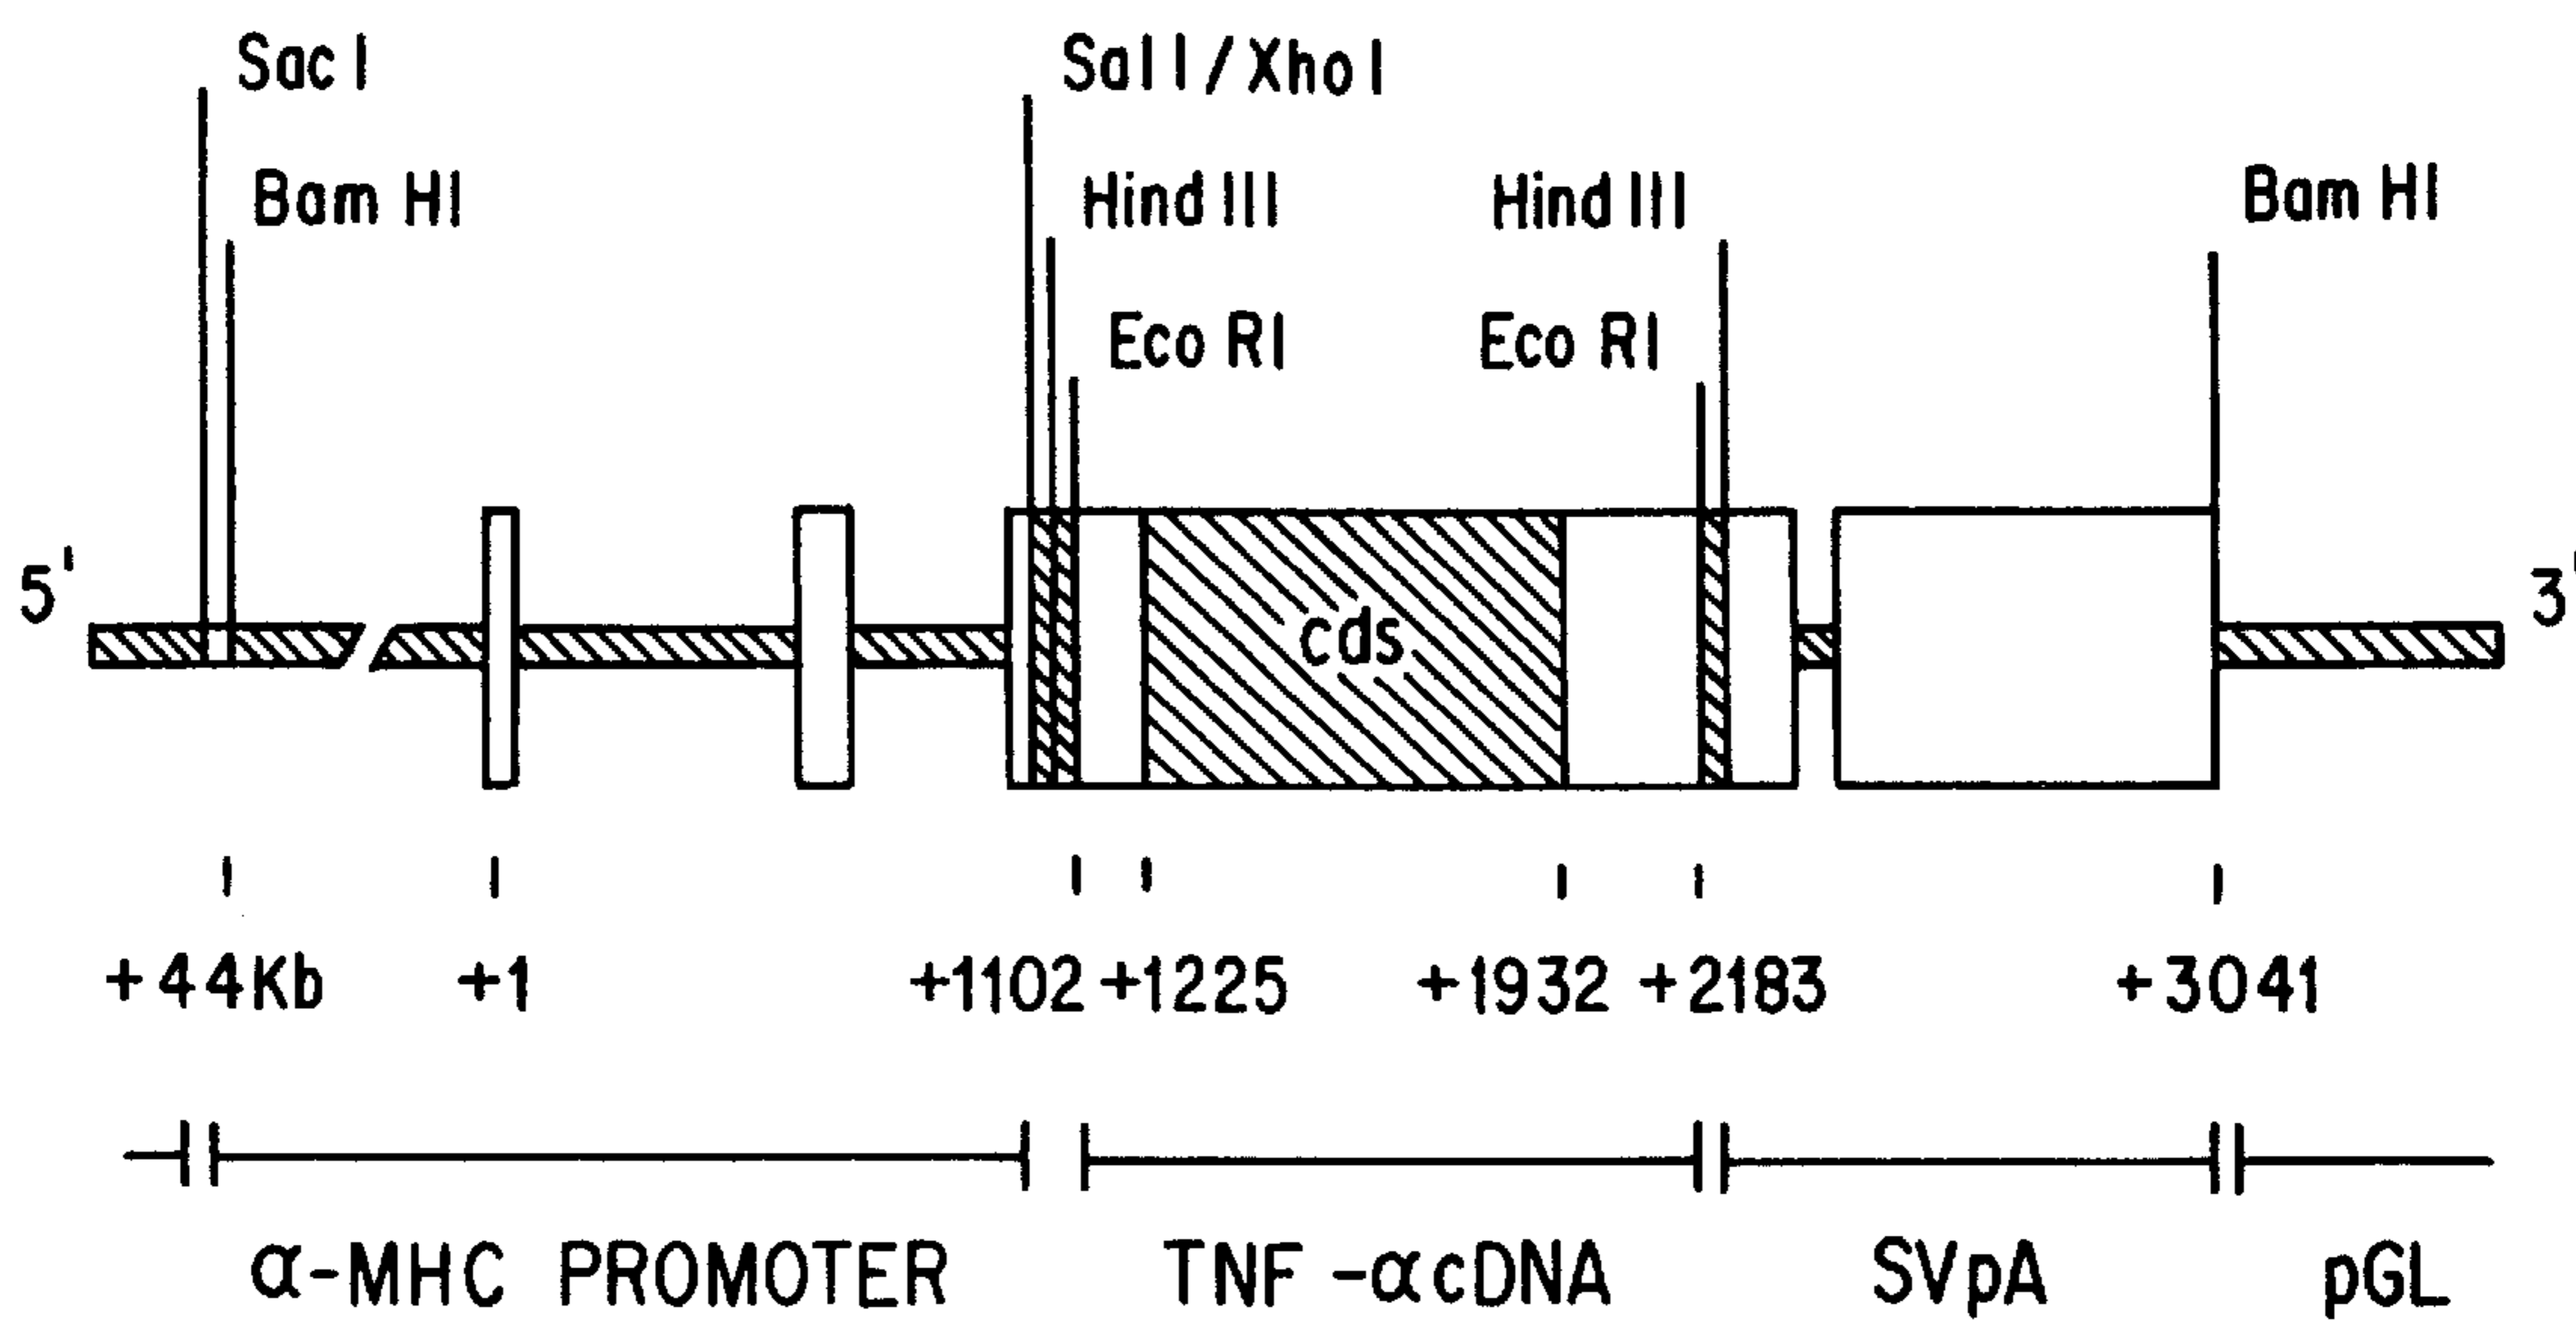 Sac I
Sal I / Xho I
Bam HI
Hind III
Hind III
Bam HI
Eco RI
Eco RI
5'
cds
3'
+44Kb
+1
+1102
+1225
+1932
+2183
+3041
α-MHC PROMOTER
TNF-αcDNA
SVpA
pGL